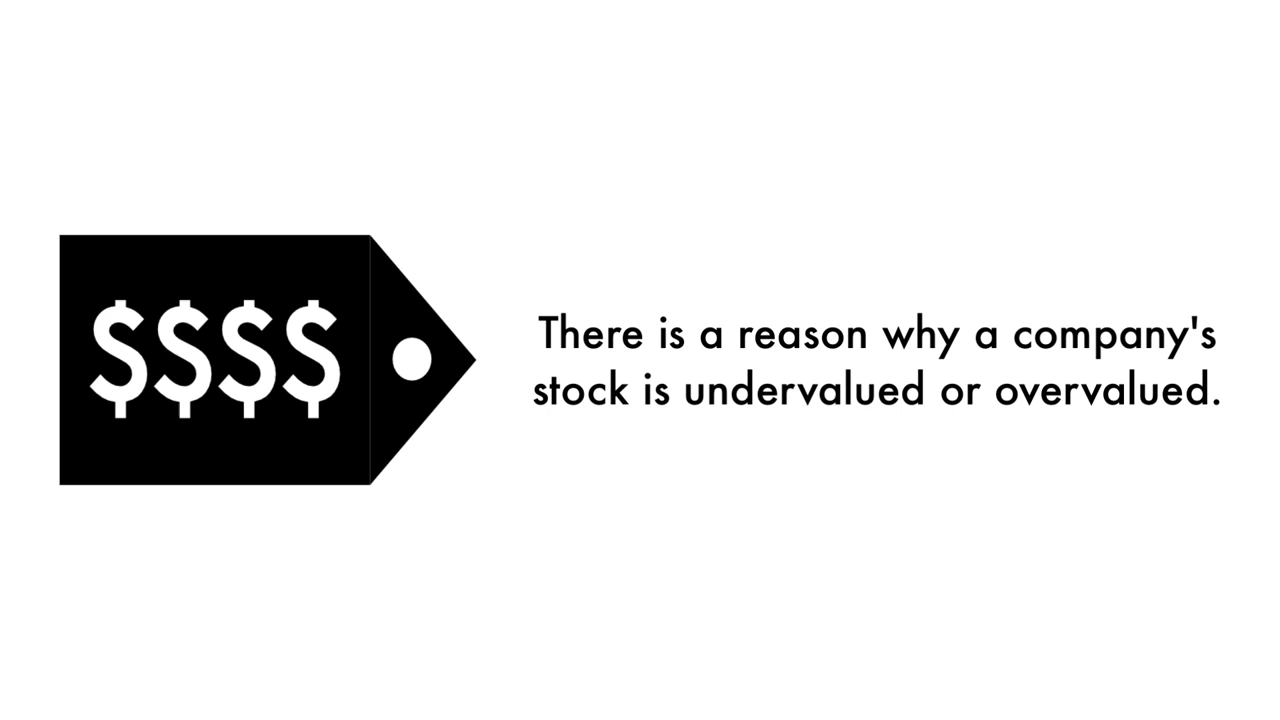 $$$$
There is a reason why a company's
stock is undervalued or overvalued.